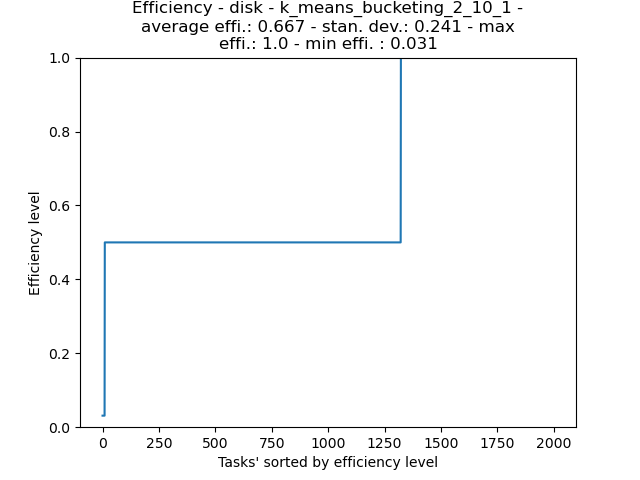 Efficiency - disk - k_means_bucketing_2_10_1 -
average effi.: 0.667 - stan. dev.: 0.241 - max
effi.: 1.0 - min effi. : 0.031
1.0
0.8
0.6
0.4
0.2
0.0
Efficiency level
0 250 500 750 1000 1250 1500 1750 2000
Tasks' sorted by efficiency level